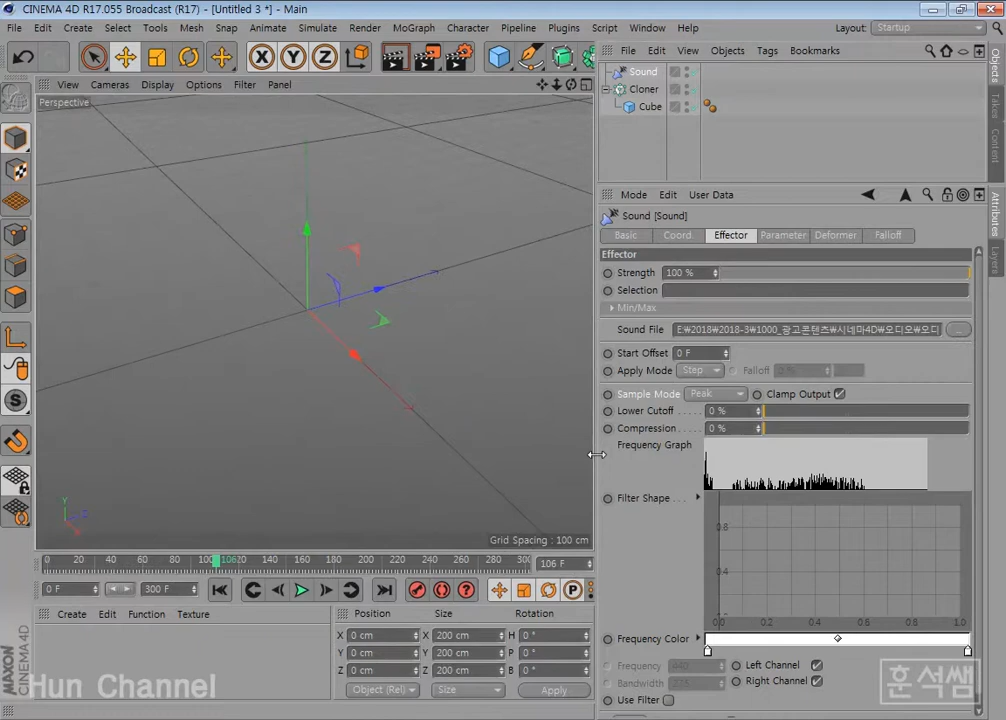 CINEMA 4D R17.055 Broadcast (R17) - [Untitled 3 *] - Main
File Edit Create Select Tools Mesh Snap Animate Simulate Render MoGraph Character Pipeline Plugins Script Window Help Layout: Startup
X Y Z
File Edit View Objects Tags Bookmarks
Sound
Cloner
Cube
View Cameras Display Options Filter Panel
Perspective
Grid Spacing : 100 cm
Y
Z
X
Objects
Takes
Content
Attributes
Layers
Mode Edit User Data
Sound [Sound]
Basic Coord Effector Parameter Deformer Falloff
Effector
Strength 100 %
Selection
Min/Max
Sound File E:₩2018₩2018-3₩1000_광고콘텐츠₩시네마4D₩오디오₩오디
Start Offset 0 F
Apply Mode Step Falloff 0 %
Sample Mode Peak Clamp Output
Lower Cutoff 0 %
Compression 0 %
Frequency Graph
Filter Shape
0.8
0.4
0.0 0.2 0.4 0.6 0.8 1.0
Frequency Color
Frequency 440 Left Channel
Bandwidth Right Channel
Use Filter
0 20 40 60 80 100 106 120 140 160 180 200 220 240 260 280 300 106 F
0 F 300 F
P
Create Edit Function Texture
Position Size Rotation
X 0 cm X 200 cm H 0 °
Y 0 cm Y 200 cm P 0 °
Z 0 cm Z 200 cm B 0 °
Object (Rel) Size Apply
MAXON CINEMA 4D
Hun Channel
훈석쌤